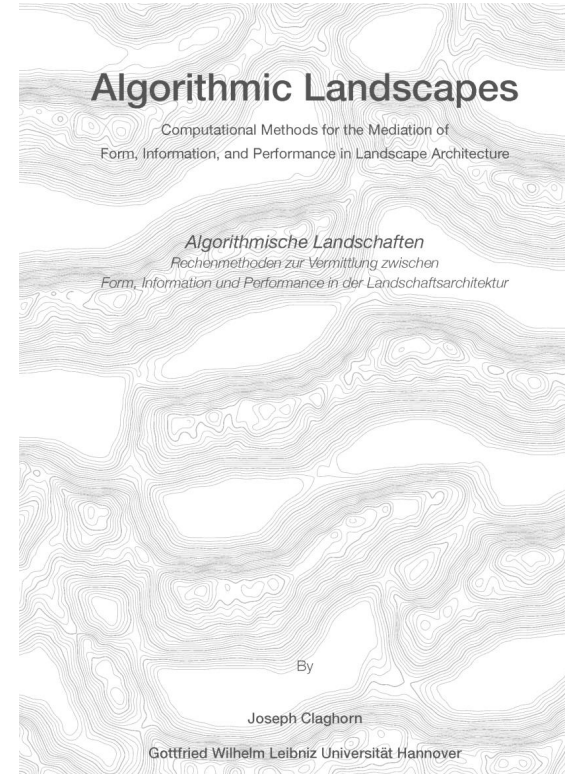 Algorithmic Landscapes
Computational Methods for the Mediation of
Form, Information, and Performance in Landscape Architecture
Algorithmische Landschaften
Rechenmethoden zur Vermittlung zwischen
Form, Information und Performance in der Landschaftsarchitektur
By
Joseph Claghorn
Gottfried Wilhelm Leibniz Universität Hannover